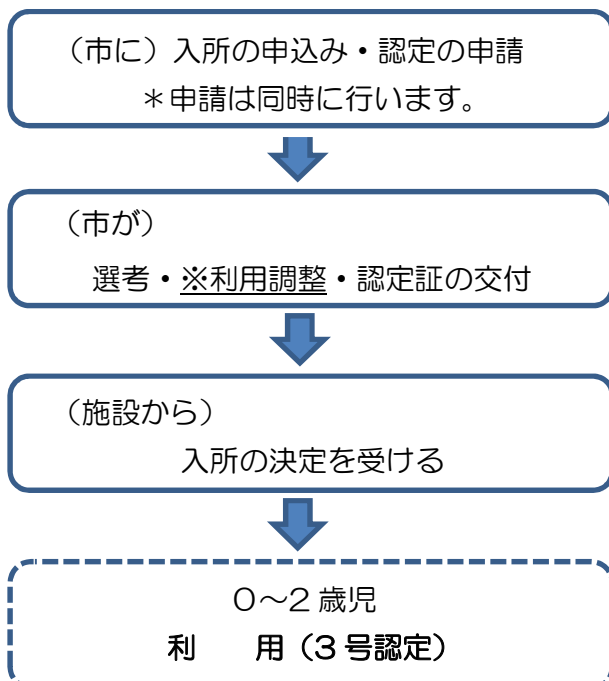 （市に）入所の申込み・認定の申請
＊申請は同時に行います。
（市が）
選考・※利用調整・認定証の交付
（施設から）
入所の決定を受ける
０～２歳児
利　　用（３号認定）